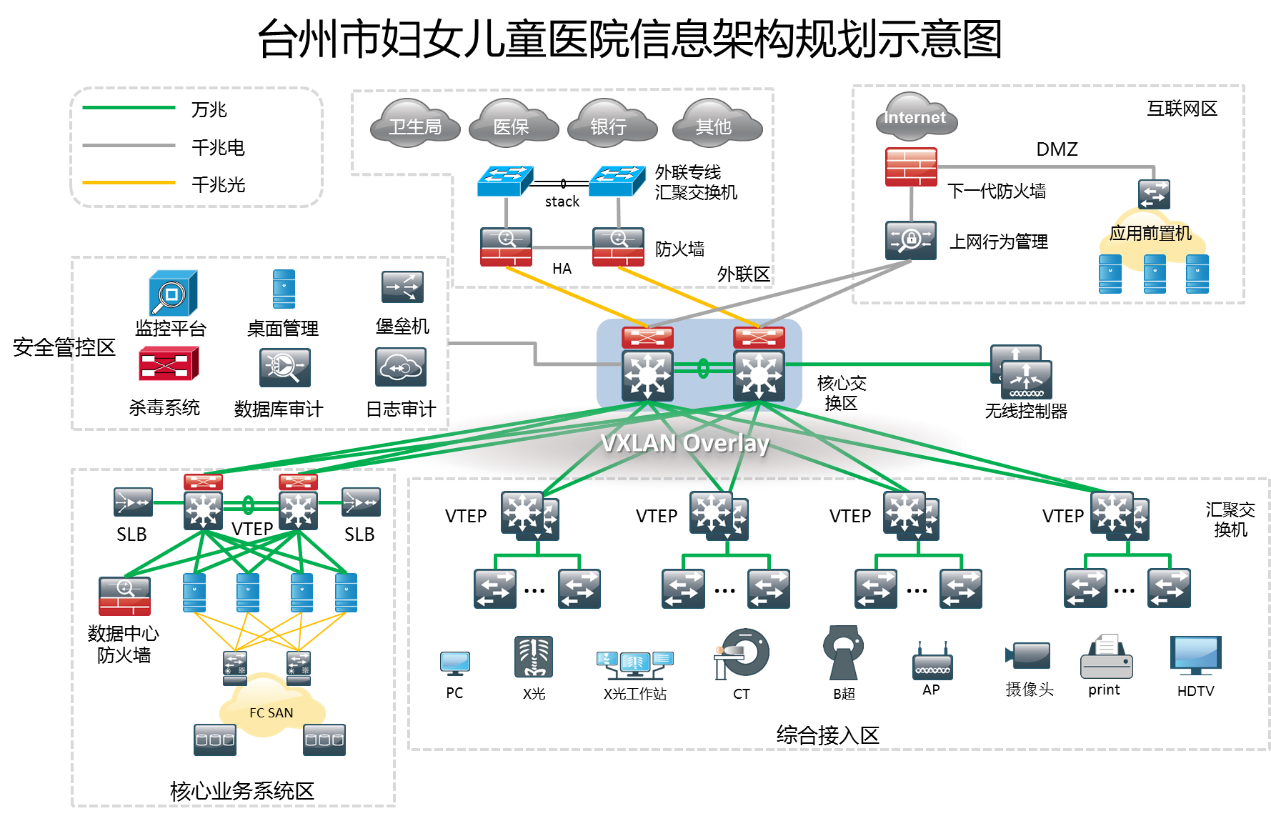 台州市妇女儿童医院信息架构规划示意图
万兆
千兆电
千兆光
卫生局
医保
银行
其他
外联专线
汇聚交换机
stack
防火墙
HA
外联区
Internet
互联网区
DMZ
下一代防火墙
上网行为管理
应用前置机
安全管控区
监控平台
桌面管理
堡垒机
杀毒系统
数据库审计
日志审计
核心交
换区
无线控制器
VXLAN Overlay
SLB
VTEP
SLB
数据中心
防火墙
FC SAN
核心业务系统区
VTEP
VTEP
VTEP
VTEP
汇聚交
换机
...
...
...
...
PC
X光
X光工作站
CT
B超
AP
摄像头
print
HDTV
综合接入区